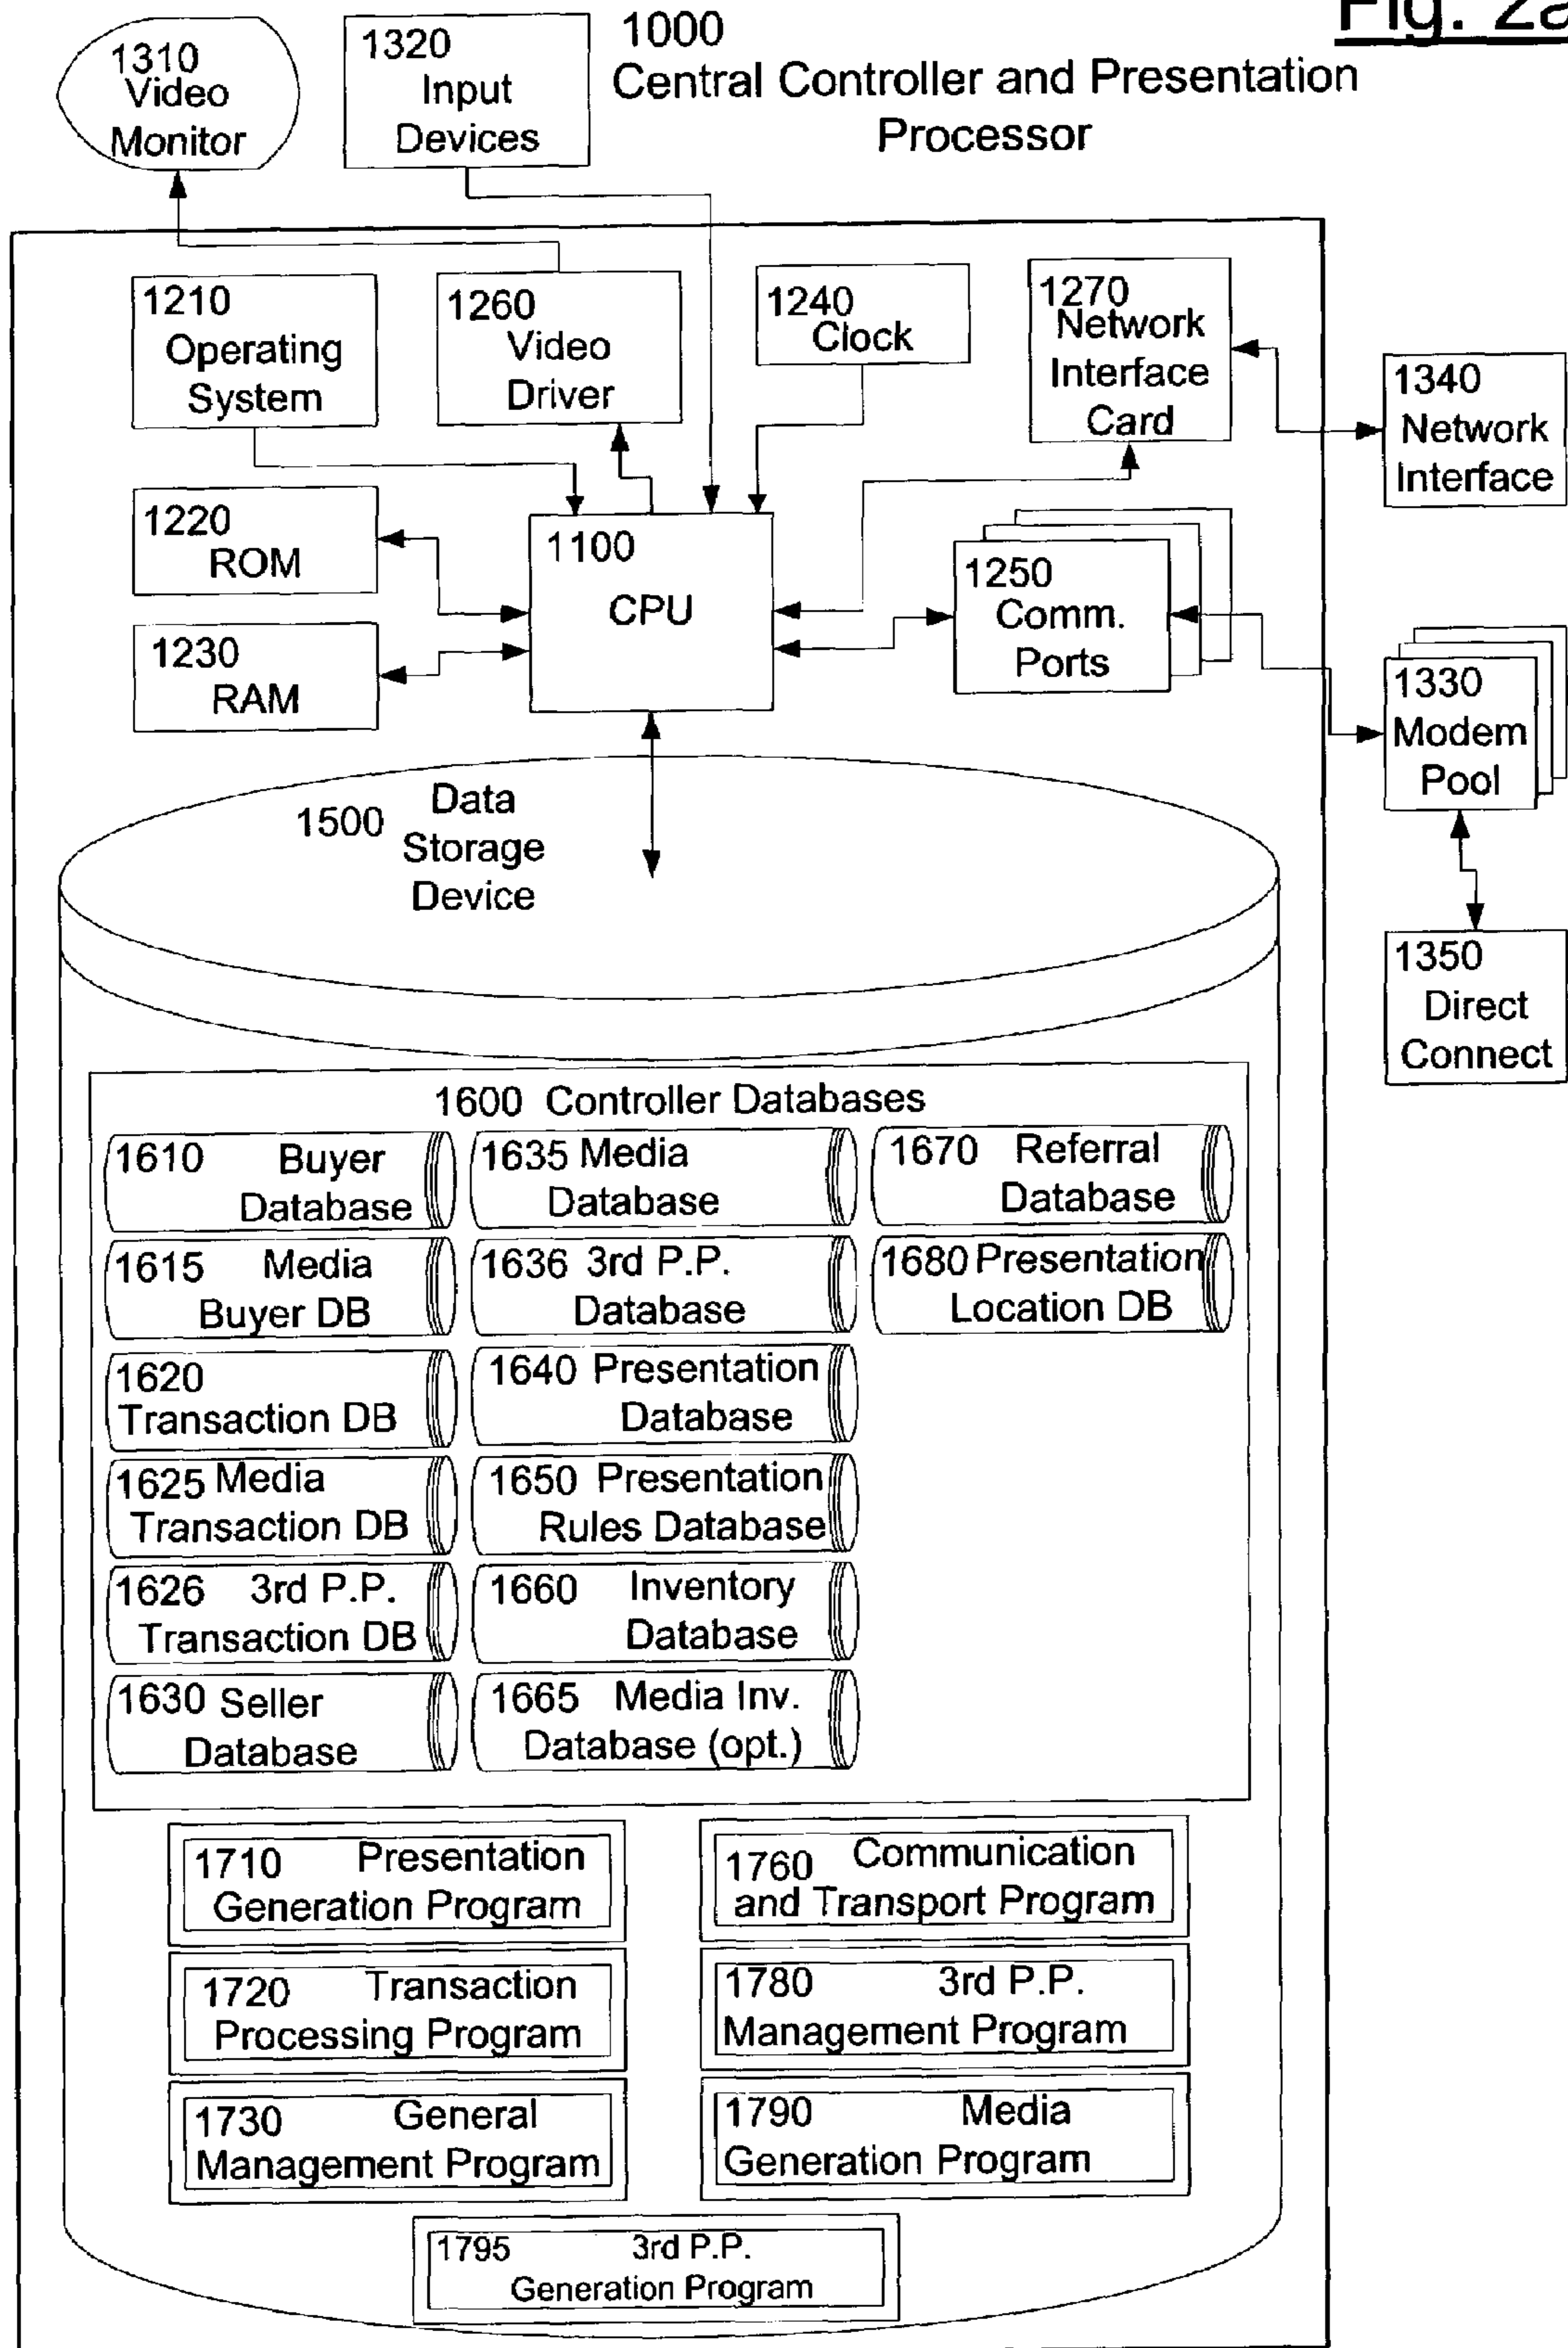 Fig. 2a
1000
Central Controller and Presentation
Processor
1310
Video
Monitor
1320
Input
Devices
1210
Operating
System
1260
Video
Driver
1240
Clock
1270
Network
Interface
Card
1340
Network
Interface
1220
ROM
1100
CPU
1250
Comm.
Ports
1230
RAM
1330
Modem
Pool
1500
Data
Storage
Device
1350
Direct
Connect
1600 Controller Databases
1610 Buyer
Database
1615 Media
Buyer DB
1620
Transaction DB
1625 Media
Transaction DB
1626 3rd P.P.
Transaction DB
1630 Seller
Database
1635 Media
Database
1636 3rd P.P.
Database
1640 Presentation
Database
1650 Presentation
Rules Database
1660 Inventory
Database
1665 Media Inv.
Database (opt.)
1670 Referral
Database
1680 Presentation
Location DB
1710 Presentation
Generation Program
1720 Transaction
Processing Program
1730 General
Management Program
1760 Communication
and Transport Program
1780 3rd P.P.
Management Program
1790 Media
Generation Program
1795 3rd P.P.
Generation Program